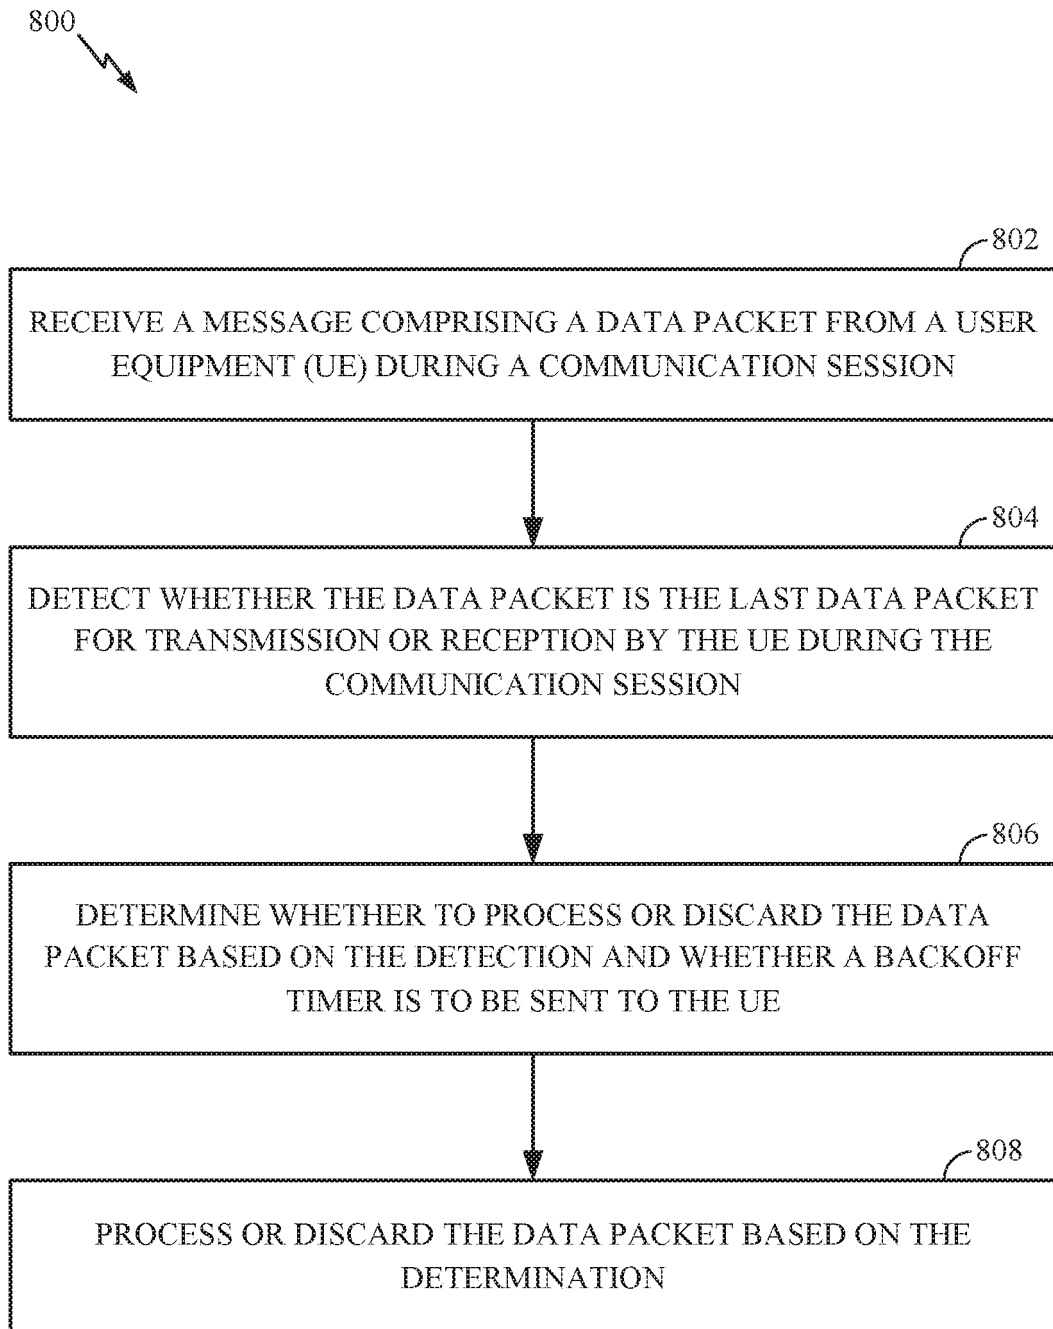 800
802
RECEIVE A MESSAGE COMPRISING A DATA PACKET FROM A USER
EQUIPMENT (UE) DURING A COMMUNICATION SESSION
804
DETECT WHETHER THE DATA PACKET IS THE LAST DATA PACKET
FOR TRANSMISSION OR RECEPTION BY THE UE DURING THE
COMMUNICATION SESSION
806
DETERMINE WHETHER TO PROCESS OR DISCARD THE DATA
PACKET BASED ON THE DETECTION AND WHETHER A BACKOFF
TIMER IS TO BE SENT TO THE UE
808
PROCESS OR DISCARD THE DATA PACKET BASED ON THE
DETERMINATION